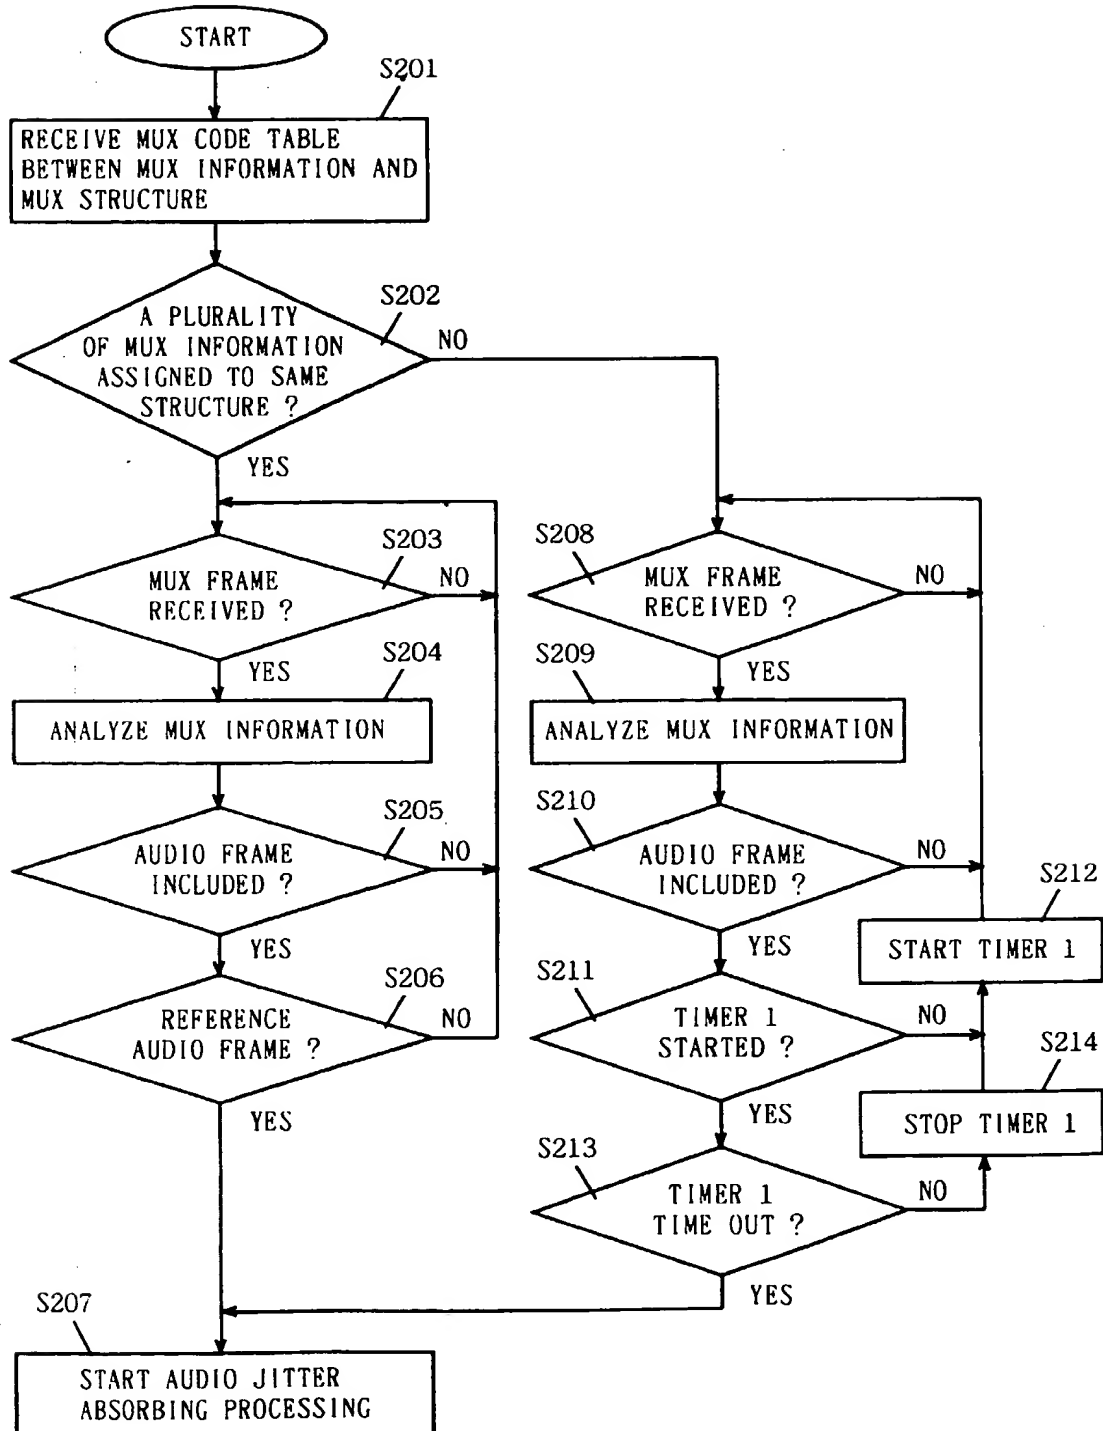 START
S201
RECEIVE MUX CODE TABLE
BETWEEN MUX INFORMATION AND
MUX STRUCTURE
S202
A PLURALITY
OF MUX INFORMATION
ASSIGNED TO SAME
STRUCTURE ?
NO
YES
S203
MUX FRAME
RECEIVED ?
NO
YES
S204
ANALYZE MUX INFORMATION
S205
AUDIO FRAME
INCLUDED ?
NO
YES
S206
REFERENCE
AUDIO FRAME ?
NO
YES
S208
MUX FRAME
RECEIVED ?
NO
YES
S209
ANALYZE MUX INFORMATION
S210
AUDIO FRAME
INCLUDED ?
NO
YES
S211
TIMER 1
STARTED ?
NO
YES
S212
START TIMER 1
S213
TIMER 1
TIME OUT ?
NO
YES
S214
STOP TIMER 1
S207
START AUDIO JITTER
ABSORBING PROCESSING